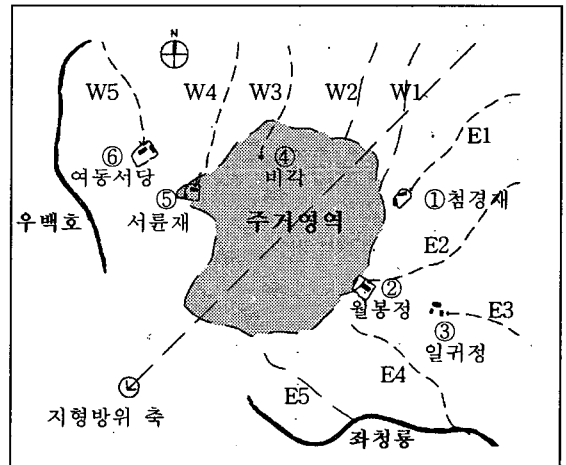 N
W5
W4
W3
W2
W1
E1
⑥
여동서당
④
비각
⑤
서륜재
①첨경재
우백호
주거영역
E2
②
월봉정
E3
③
일귀정
지형방위 축
E4
E5
좌청룡